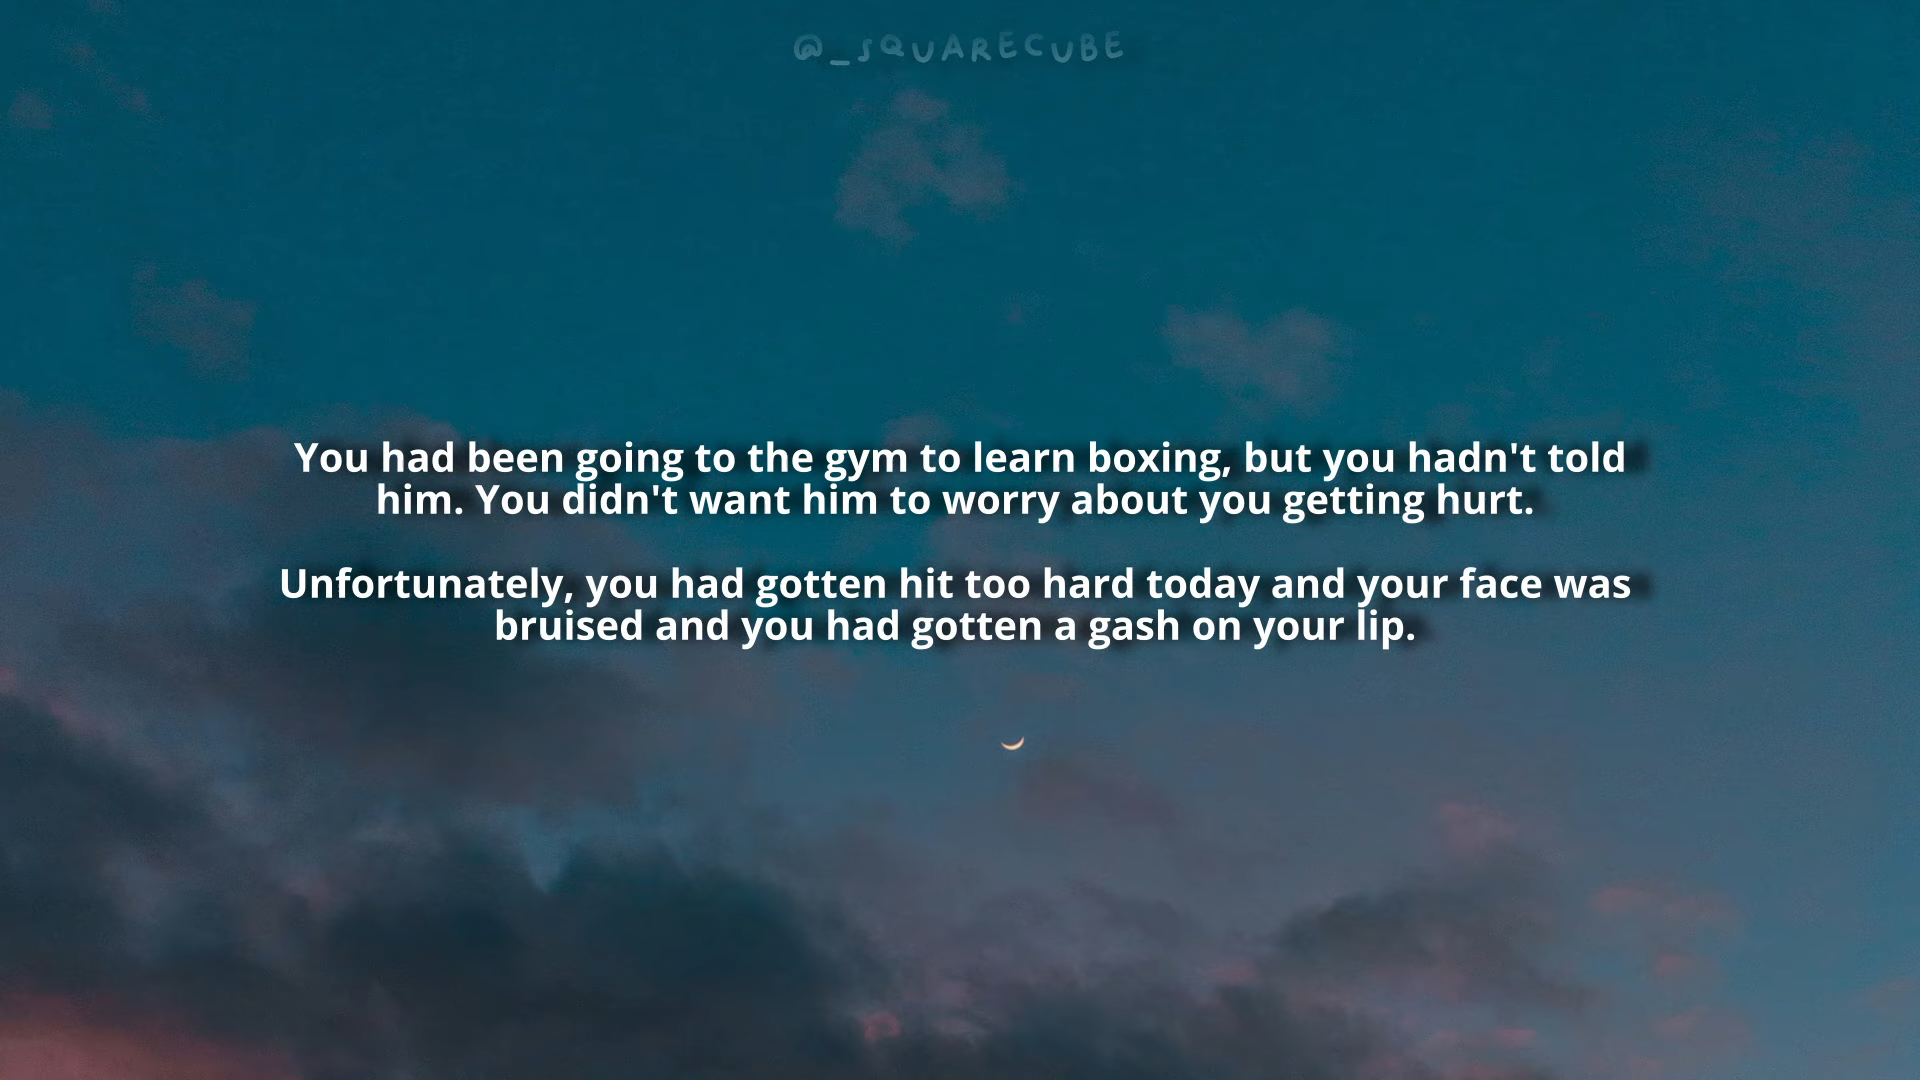 @_SQUARECUBE
You had been going to the gym to learn boxing, but you hadn't told
him. You didn't want him to worry about you getting hurt.
Unfortunately, you had gotten hit too hard today and your face was
bruised and you had gotten a gash on your lip.